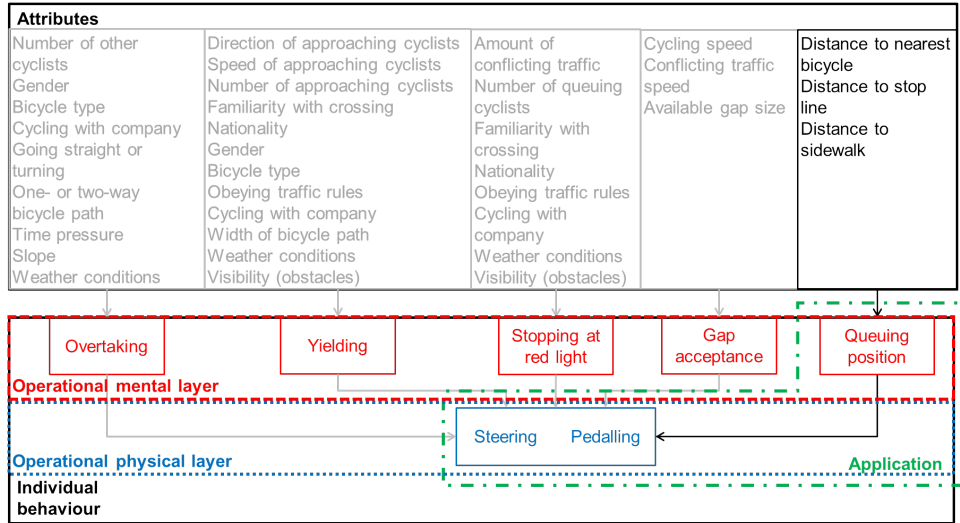 Attributes
Number of other
cyclists
Gender
Bicycle type
Cycling with company
Going straight or
turning
One- or two-way
bicycle path
Time pressure
Slope
Weather conditions
Direction of approaching cyclists
Speed of approaching cyclists
Number of approaching cyclists
Familiarity with crossing
Nationality
Gender
Bicycle type
Obeying traffic rules
Cycling with company
Width of bicycle path
Weather conditions
Visibility (obstacles)
Amount of
conflicting traffic
Number of queuing
cyclists
Familiarity with
crossing
Nationality
Obeying traffic rules
Cycling with
company
Weather conditions
Visibility (obstacles)
Cycling speed
Conflicting traffic
speed
Available gap size
Distance to nearest
bicycle
Distance to stop
line
Distance to
sidewalk
Overtaking
Yielding
Stopping at
red light
Gap
acceptance
Queuing
position
Operational mental layer
Steering
Pedalling
Operational physical layer
Application
Individual
behaviour